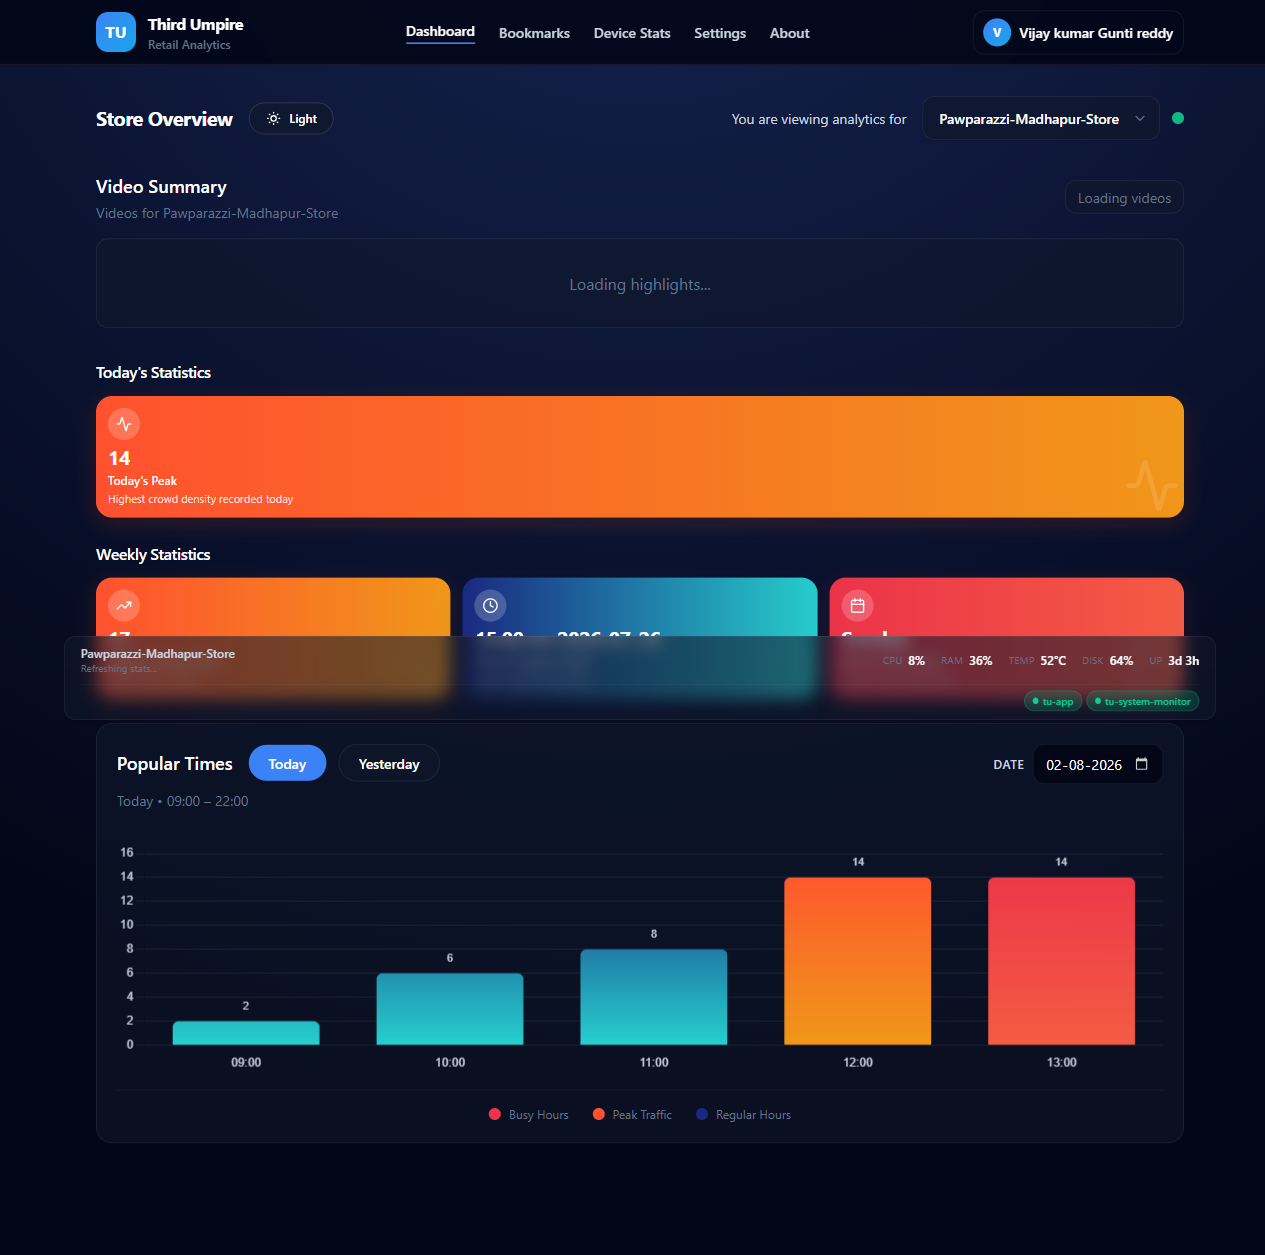 TU
Third Umpire
Retail Analytics
Dashboard
Bookmarks
Device Stats
Settings
About
V
Vijay kumar Gunti reddy
Store Overview
Light
You are viewing analytics for
Pawparazzi-Madhapur-Store
Video Summary
Videos for Pawparazzi-Madhapur-Store
Loading videos
Loading highlights...
Today's Statistics
14
Today's Peak
Highest crowd density recorded today
Weekly Statistics
Pawparazzi-Madhapur-Store
Refreshing stats...
CPU 8%
RAM 36%
TEMP 52°C
DISK 64%
UP 3d 3h
tu-app
tu-system-monitor
Popular Times
Today
Yesterday
DATE
02-08-2026
Today • 09:00 – 22:00
16
14
12
10
8
6
4
2
0
2
6
8
14
14
09:00
10:00
11:00
12:00
13:00
Busy Hours
Peak Traffic
Regular Hours